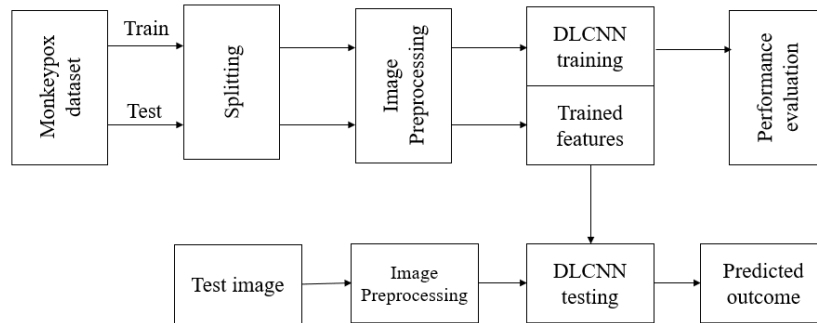 Monkeypox
dataset
Train
Test
Splitting
Image
Preprocessing
DLCNN
training
Trained
features
Performance
evaluation
Test image
Image
Preprocessing
DLCNN
testing
Predicted
outcome